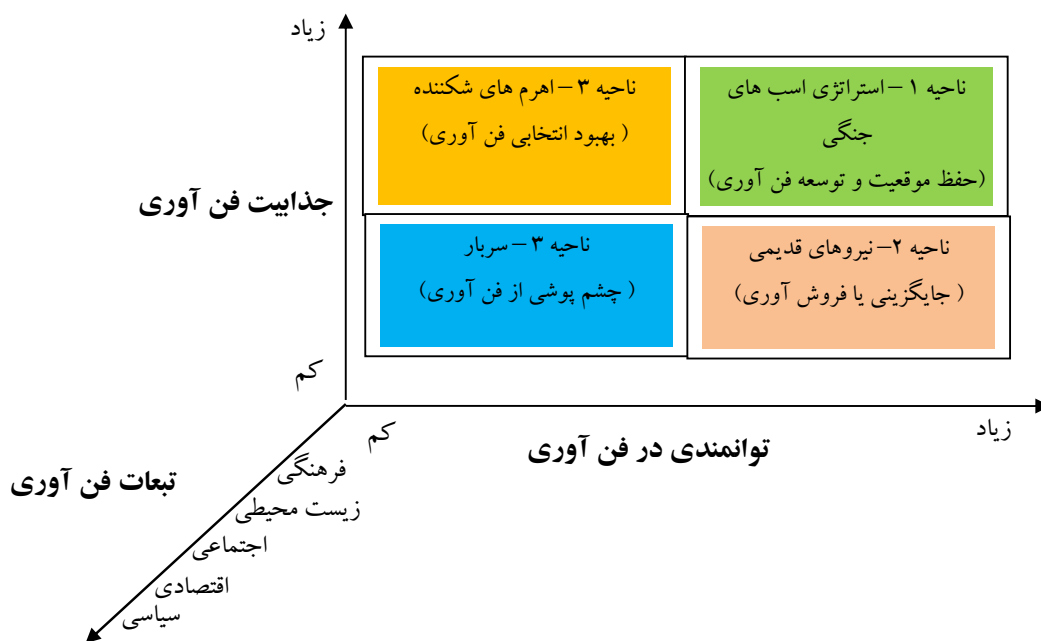 زیاد
ناحیه ۱ – استراتژی اسب های
جنگی
(حفظ موقعیت و توسعه فن آوری)
ناحیه ۳ – اهرم های شکننده
( بهبود انتخابی فن آوری)
جذابیت فن آوری
ناحیه ۲- نیروهای قدیمی
( جایگزینی یا فروش آوری)
ناحیه ۳ – سربار
( چشم پوشی از فن آوری)
کم
زیاد
کم
توانمندی در فن آوری
تبعات فن آوری
فرهنگی
زیست محیطی
اجتماعی
اقتصادی
سیاسی